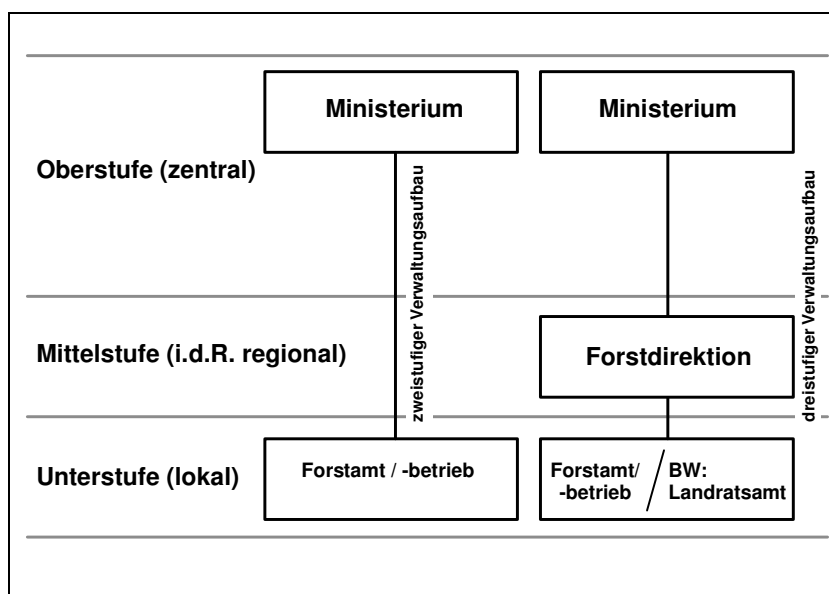 Ministerium
Ministerium
Oberstufe (zentral)
zweistufiger Verwaltungsaufbau
dreistufiger Verwaltungsaufbau
Mittelstufe (i.d.R. regional)
Forstdirektion
Unterstufe (lokal)
Forstamt / -betrieb
Forstamt/
-betrieb
BW:
Landratsamt